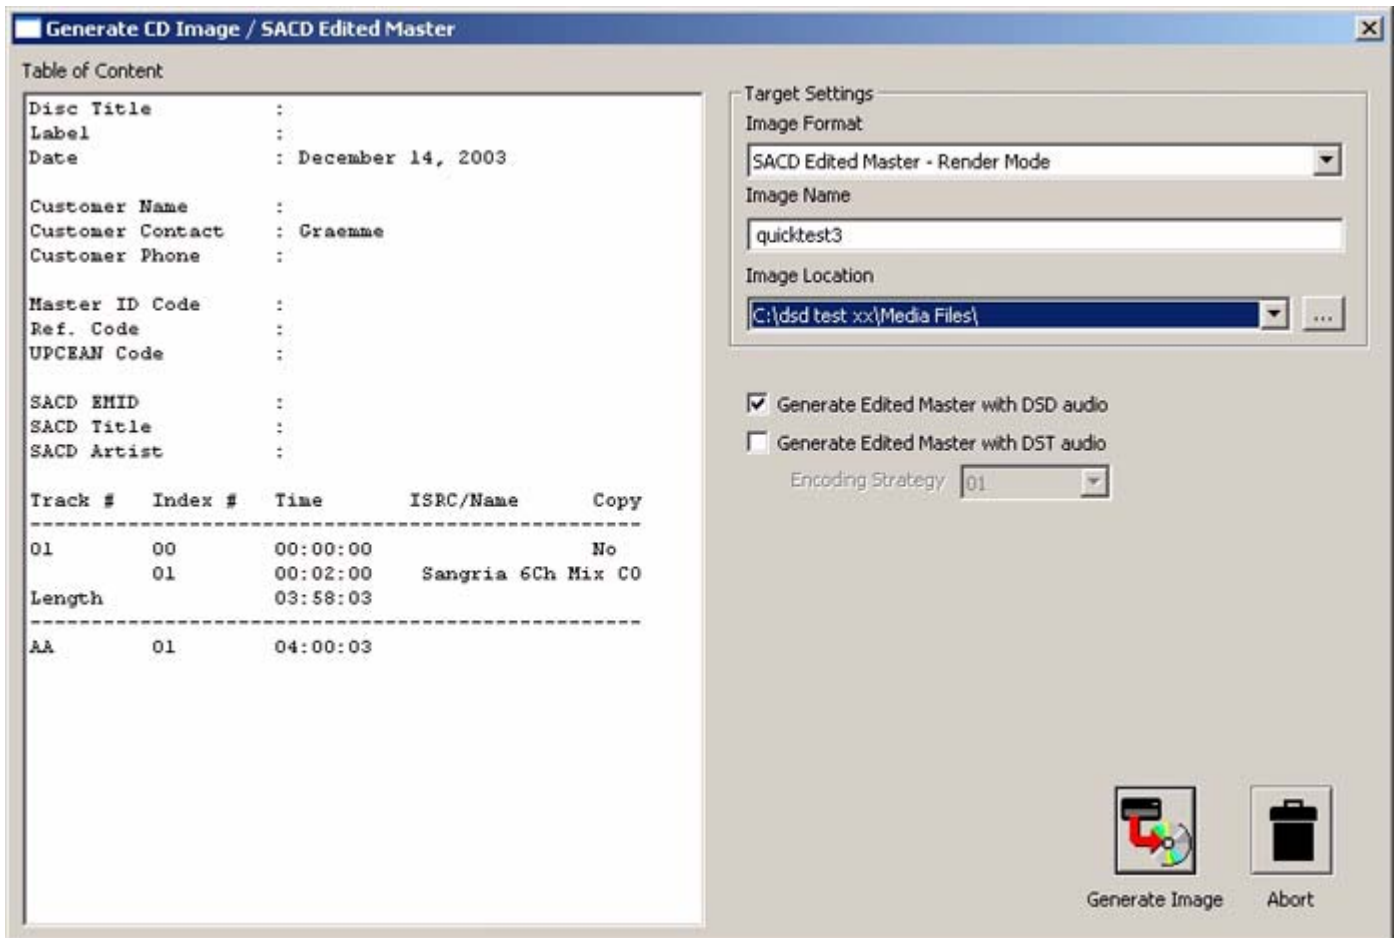 Generate CD Image / SACD Edited Master
Table of Content
Disc Title :
Label :
Date : December 14, 2003
Customer Name :
Customer Contact : Graemme
Customer Phone :
Master ID Code :
Ref. Code :
UPCEAN Code :
SACD EMID :
SACD Title :
SACD Artist :
Track # Index # Time ISRC/Name Copy
---------------------------------------------------
01 00 00:00:00 No
01 00:02:00 Sangria 6Ch Mix C0
Length 03:58:03
---------------------------------------------------
AA 01 04:00:03
Target Settings
Image Format
SACD Edited Master - Render Mode
Image Name
quicktest3
Image Location
C:\dsd test xx\Media Files\
...
Generate Edited Master with DSD audio
Generate Edited Master with DST audio
Encoding Strategy 01
Generate Image
Abort